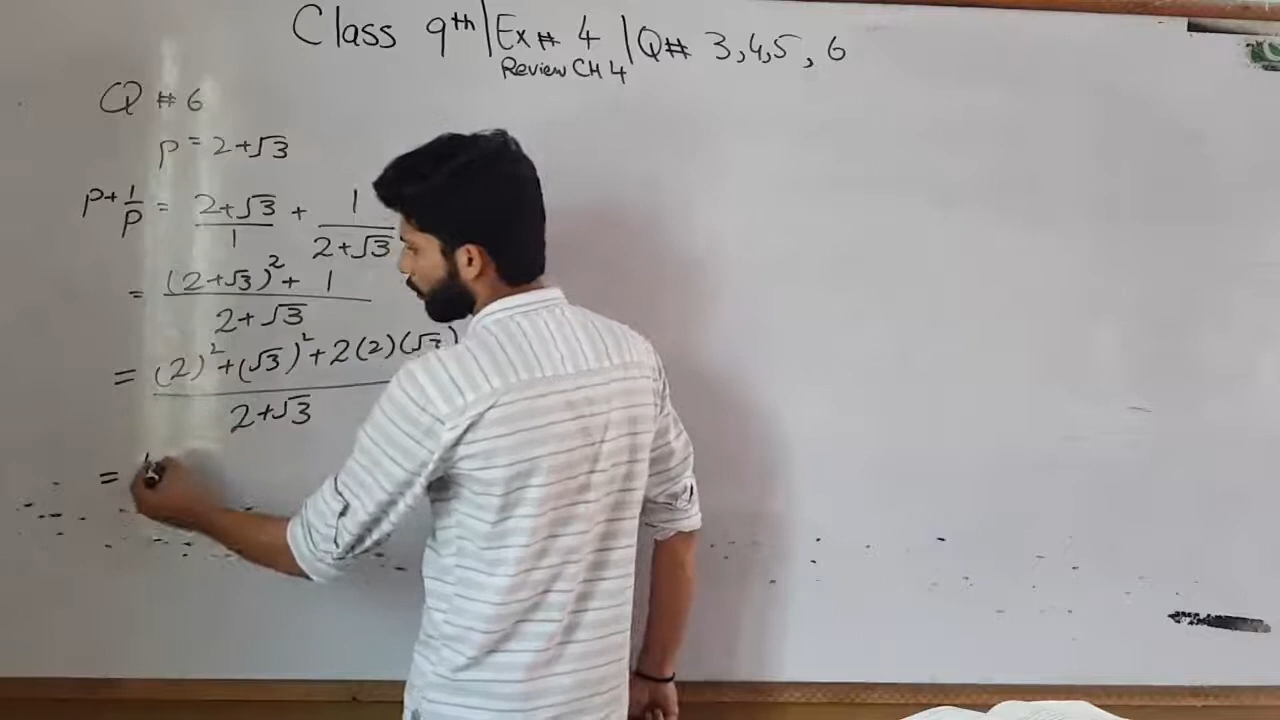 Class 9th | Ex # 4 | Q# 3,4,5,6
Review CH 4
Q # 6
p = 2+√3
P+1/P = 2+√3/1 + 1/2+√3
= (2+√3)²+ 1/2+√3
= (2)²+(√3)²+2(2)(√3)/2+√3
=